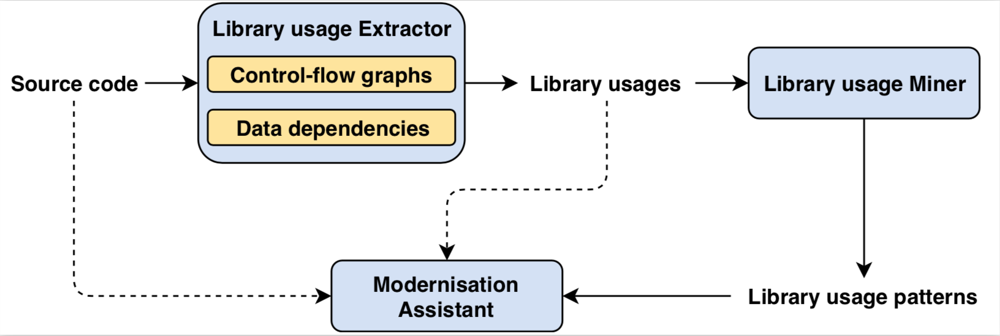 Library usage Extractor
Control-flow graphs
Source code
Library usages
Library usage Miner
Data dependencies
Modernisation
Assistant
Library usage patterns